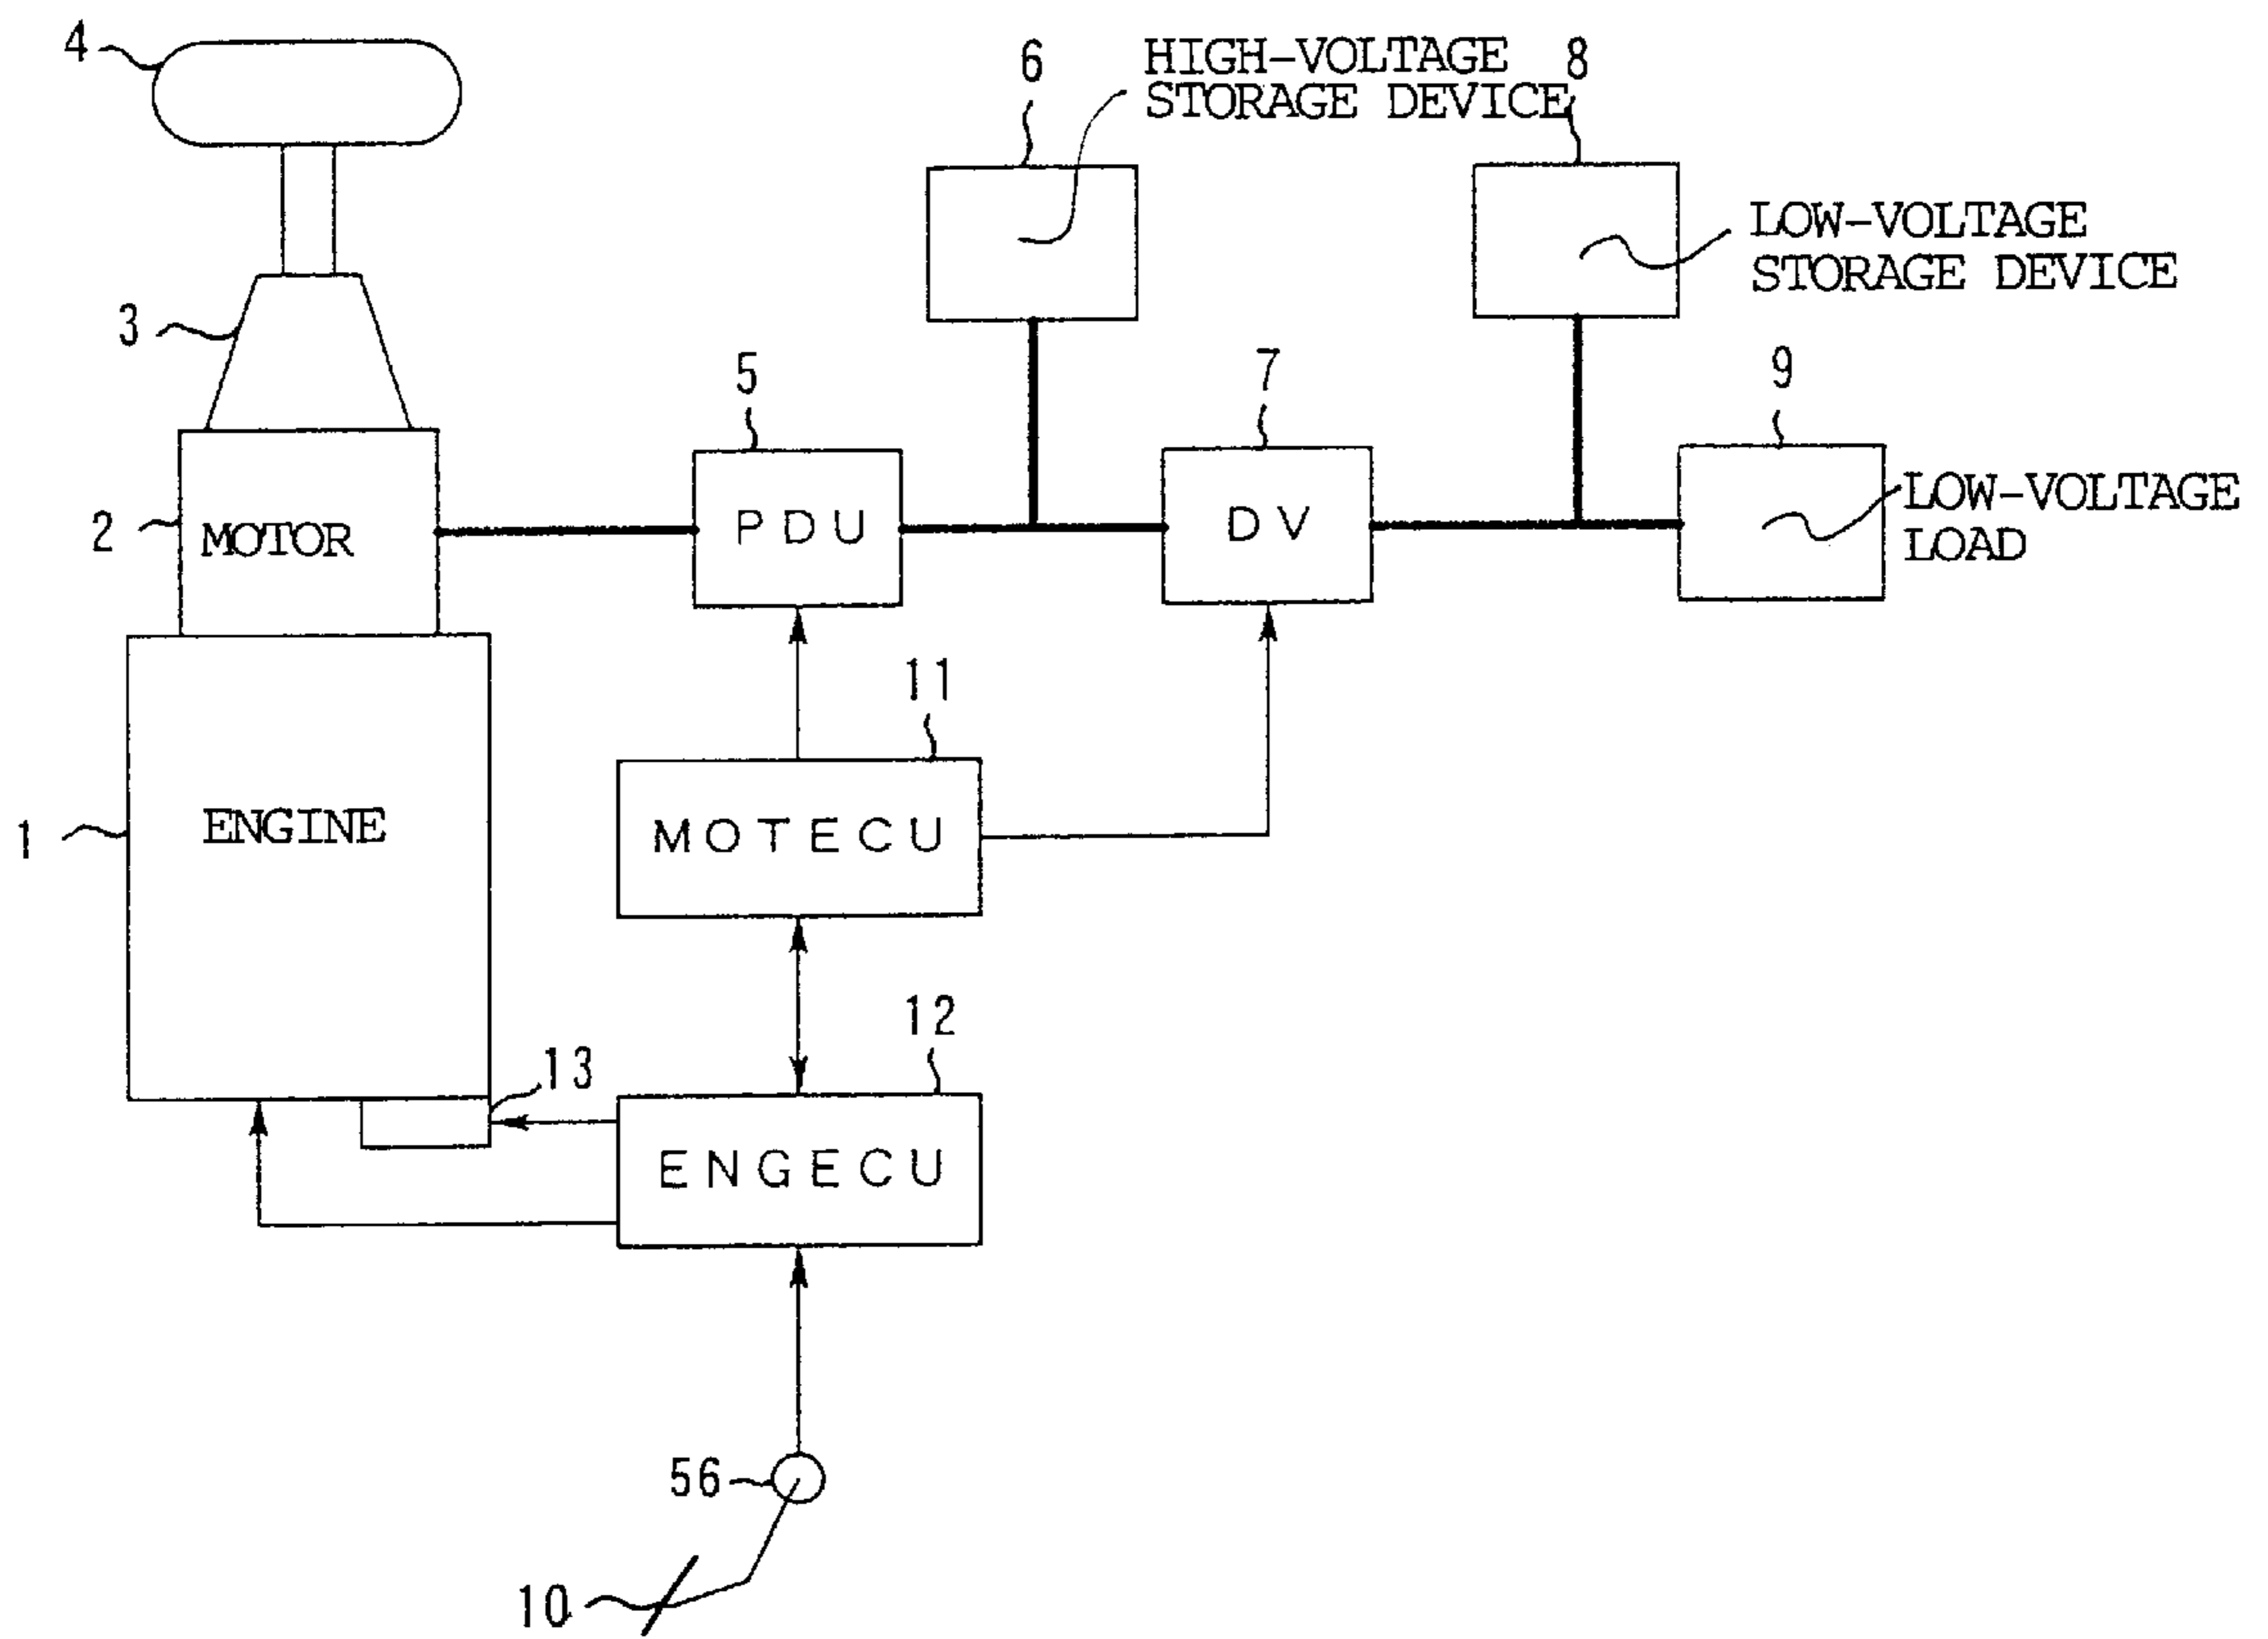 4
6
HIGH-VOLTAGE
STORAGE DEVICE
8
LOW-VOLTAGE
STORAGE DEVICE
3
5
7
9
2
MOTOR
PDU
DV
LOW-VOLTAGE
LOAD
11
1
ENGINE
MOTECU
12
13
ENGECU
56
10